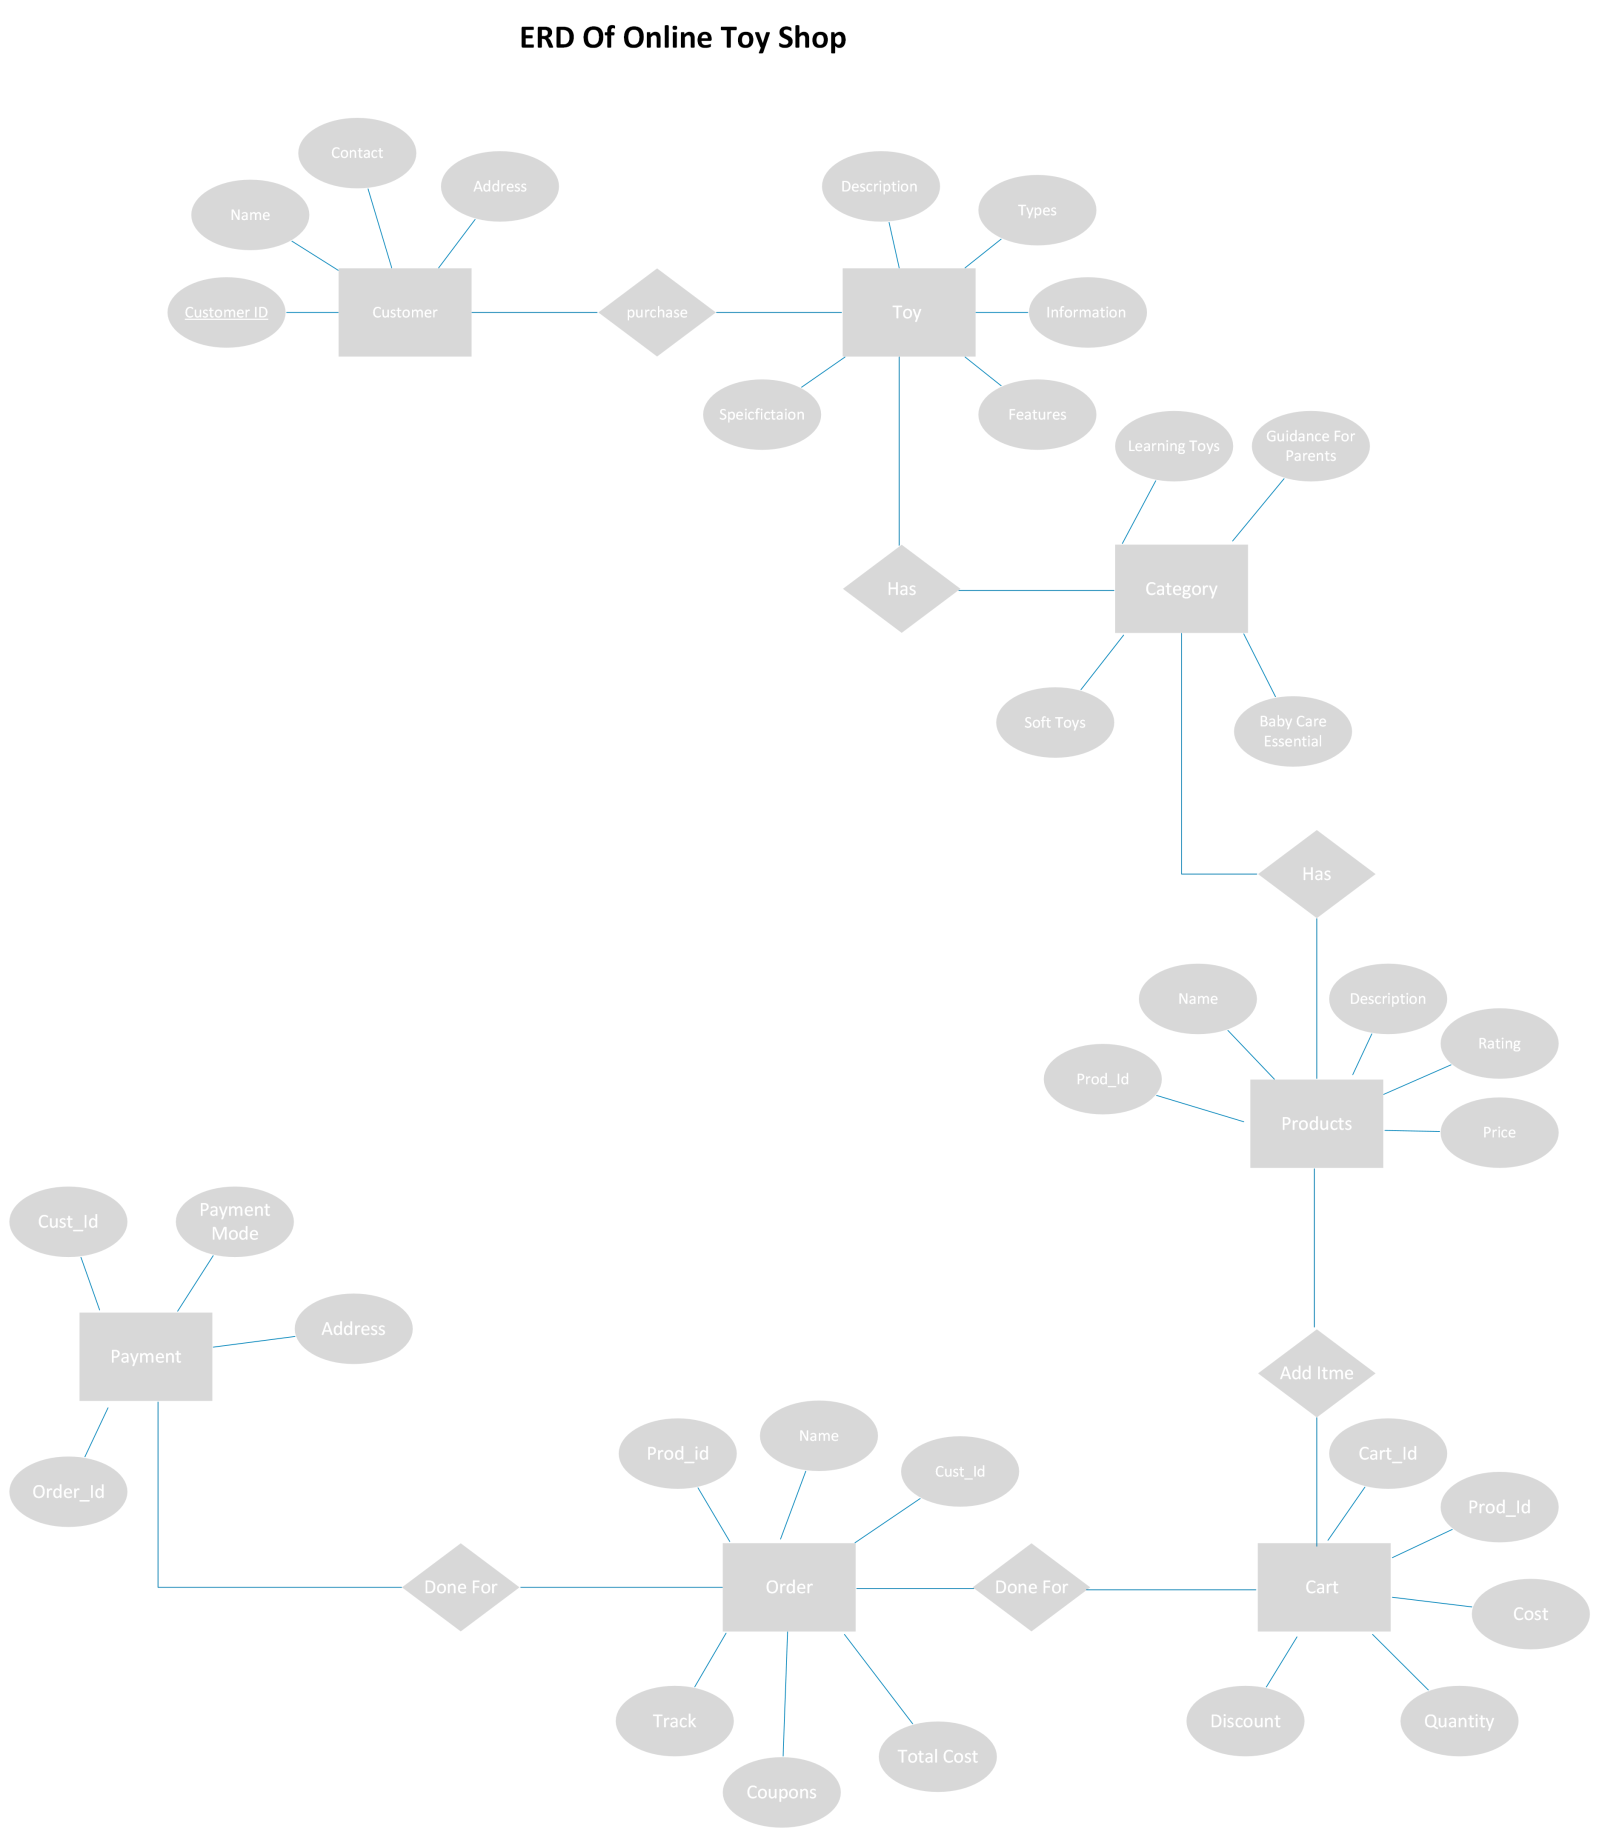 ERD Of Online Toy Shop
Contact
Address
Name
Customer ID
Customer
purchase
Description
Types
Toy
Information
Speicfictaion
Features
Learning Toys
Guidance For
Parents
Has
Category
Soft Toys
Baby Care
Essential
Has
Name
Description
Rating
Prod_Id
Products
Price
Cust_Id
Payment
Mode
Address
Payment
Order_Id
Add Itme
Prod_id
Name
Cust_Id
Cart_Id
Prod_Id
Done For
Order
Done For
Cart
Cost
Track
Coupons
Total Cost
Discount
Quantity